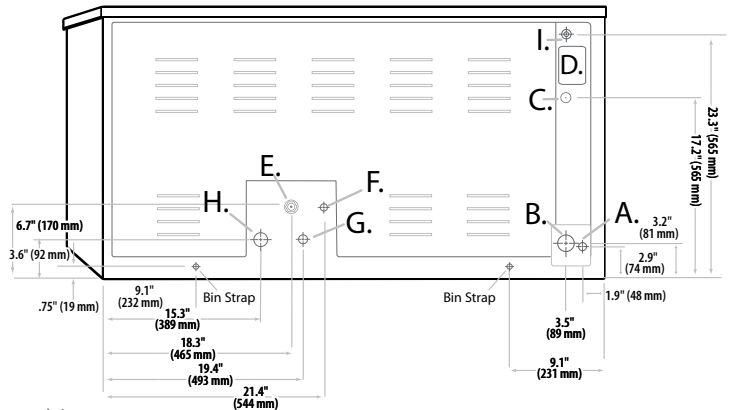 I.
D.
C.
23.3"
(565 mm)
17.2"
(565 mm)
E.
F.
H.
G.
B.
A.
6.7" (170 mm)
3.6" (92 mm)
3.2"
(81 mm)
2.9"
(74 mm)
.75" (19 mm)
9.1"
(232 mm)
Bin Strap
Bin Strap
1.9" (48 mm)
15.3"
(389 mm)
3.5"
(89 mm)
18.3"
(465 mm)
9.1"
(231 mm)
19.4"
(493 mm)
21.4"
(544 mm)